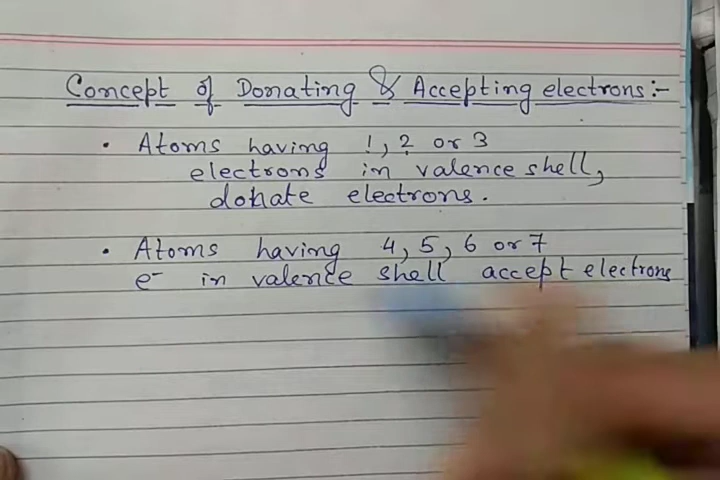 Concept of Donating & Accepting electrons:-
• Atoms having 1, 2 or 3
electrons in valence shell,
donate electrons.
• Atoms having 4, 5, 6 or 7
e⁻ in valence shell accept electrons